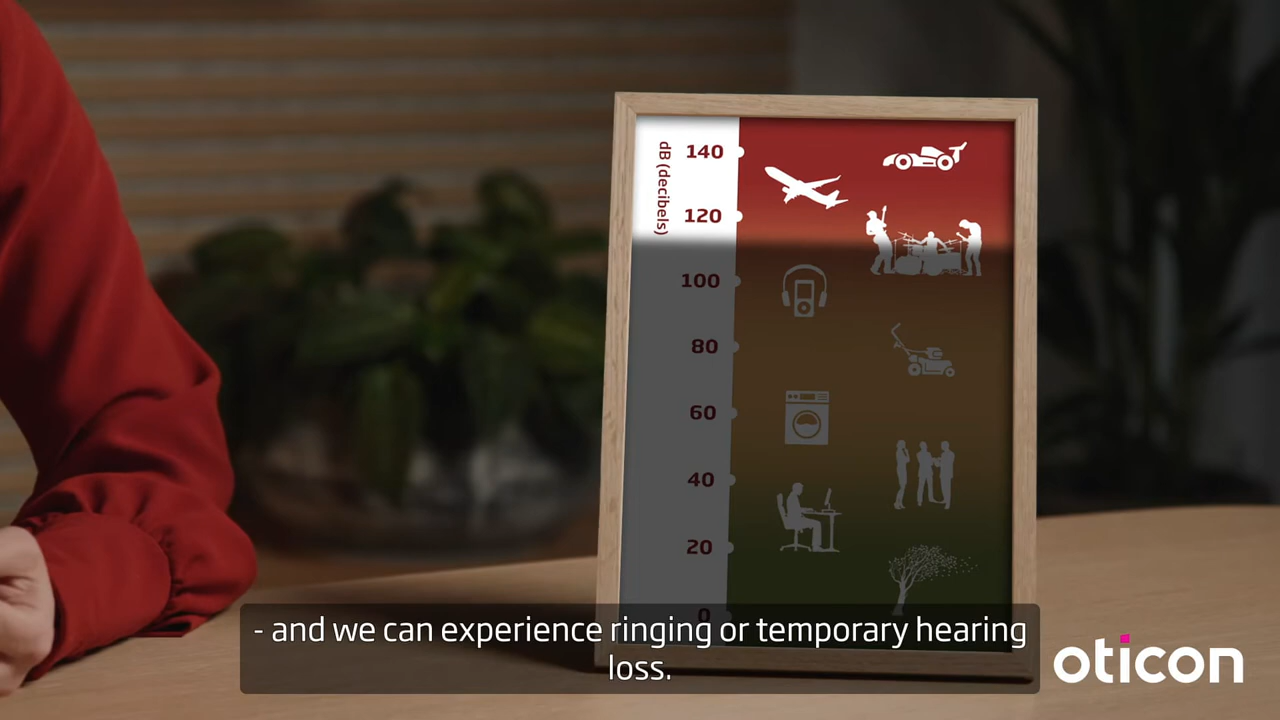 dB (decibels)
140
120
100
80
60
40
20
0
- and we can experience ringing or temporary hearing
loss.
oticon